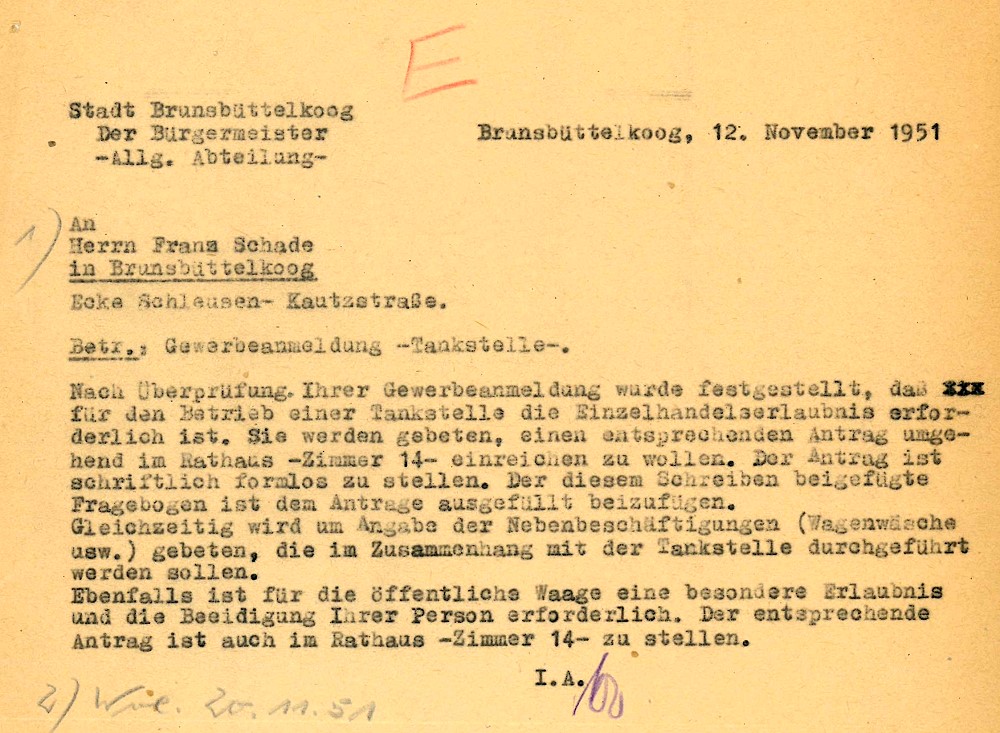 E
Stadt Brunsbüttelkoog
Der Bürgermeister
-Allg. Abteilung-
Brunsbüttelkoog, 12. November 1951
1)
An
Herrn Franz Schade
in Brunsbüttelkoog
Ecke Schleusen- Kautzstraße.
Betr.: Gewerbeanmeldung -Tankstelle-.
Nach Überprüfung Ihrer Gewerbeanmeldung wurde festgestellt, daß
für den Betrieb einer Tankstelle die Einzelhandelserlaubnis erfor-
derlich ist. Sie werden gebeten, einen entsprechenden Antrag umge-
hend im Rathaus -Zimmer 14- einreichen zu wollen. Der Antrag ist
schriftlich formlos zu stellen. Der diesem Schreiben beigefügte
Fragebogen ist dem Antrage ausgefüllt beizufügen.
Gleichzeitig wird um Angabe der Nebenbeschäftigungen (Wagenwäsche
usw.) gebeten, die im Zusammenhang mit der Tankstelle durchgeführt
werden sollen.
Ebenfalls ist für die öffentliche Waage eine besondere Erlaubnis
und die Beeidigung Ihrer Person erforderlich. Der entsprechende
Antrag ist auch im Rathaus -Zimmer 14- zu stellen.
I.A.
2) 20.11.51